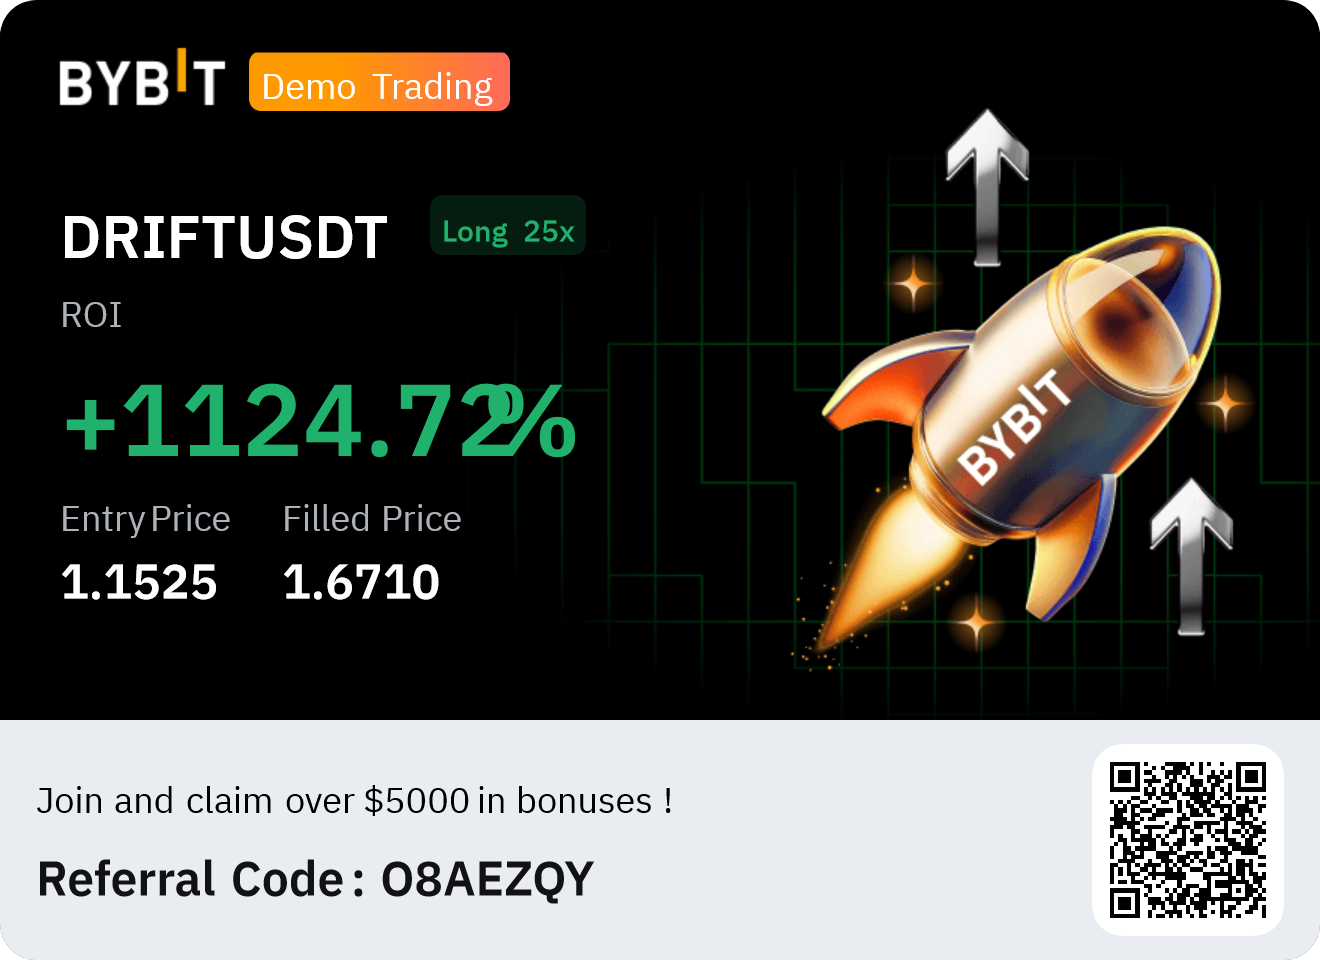 BYBIT Demo Trading
DRIFTUSDT Long 25x
ROI
+1124.72%
Entry Price Filled Price
1.1525 1.6710
BYBIT
Join and claim over $5000 in bonuses !
Referral Code: O8AEZQY